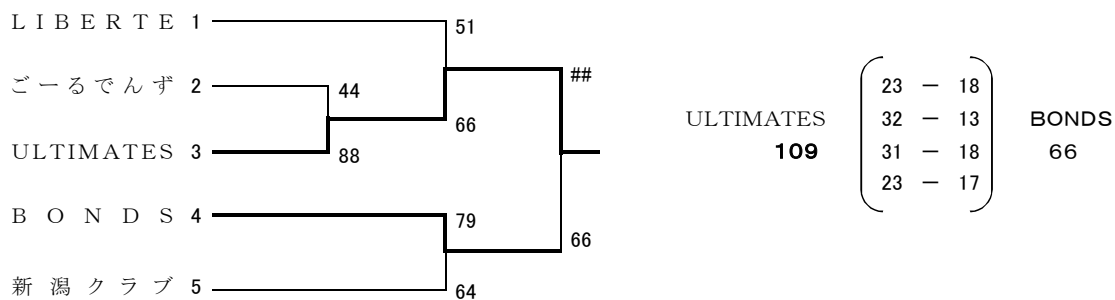 LIBERTE 1
51
##
ごーるでんず 2
44
66
ULTIMATES 3
88
BONDS 4
79
66
新潟クラブ 5
64
ULTIMATES
109
23 － 18
32 － 13
31 － 18
23 － 17
BONDS
66